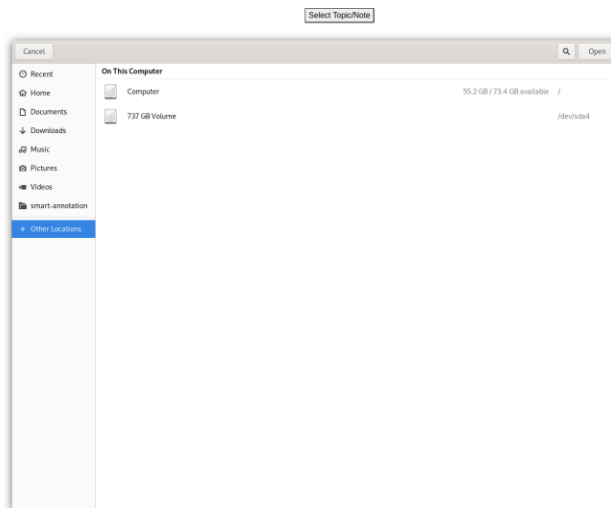 Select Topic/Note
Cancel
Open
Recent
Home
Documents
Downloads
Music
Pictures
Videos
smart-annotation
+ Other Locations
On This Computer
Computer 55.2 GB / 73.4 GB available /
737 GB Volume /dev/sda4